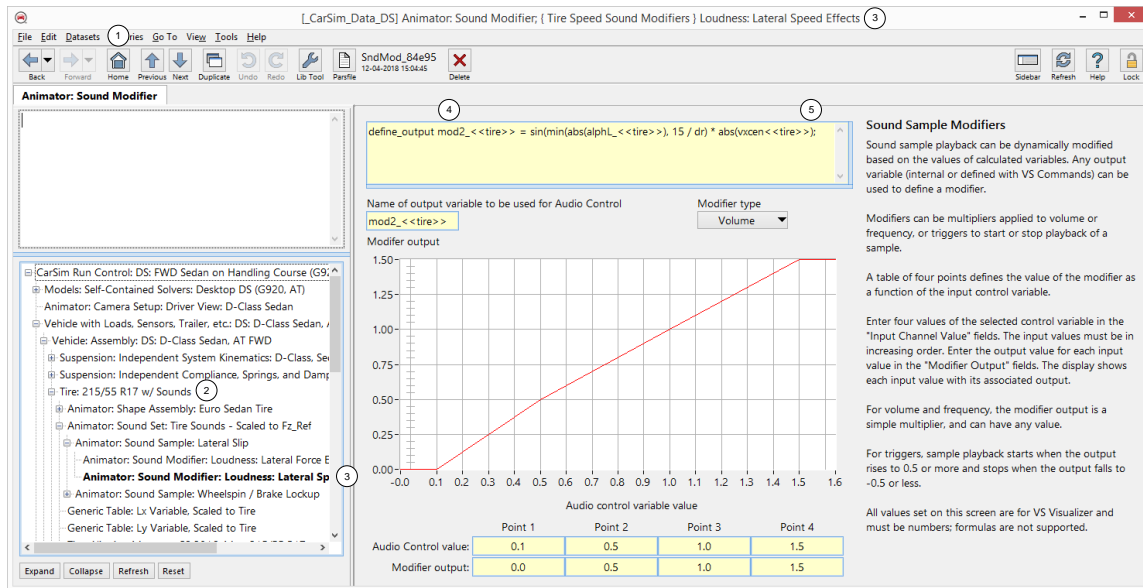 [_CarSim_Data_DS] Animator: Sound Modifier; { Tire Speed Sound Modifiers } Loudness: Lateral Speed Effects 3
File Edit Datasets 1 ries Go To View Tools Help
Back Forward Home Previous Next Duplicate Undo Redo Lib Tool Parsfile
SndMod_84e95
12-04-2018 15:04:45
Delete
Sidebar Refresh Help Lock
Animator: Sound Modifier
CarSim Run Control: DS: FWD Sedan on Handling Course (G92
Models: Self-Contained Solvers: Desktop DS (G920, AT)
Animator: Camera Setup: Driver View: D-Class Sedan
Vehicle with Loads, Sensors, Trailer, etc.: DS: D-Class Sedan,
Vehicle: Assembly: DS: D-Class Sedan, AT FWD
Suspension: Independent System Kinematics: D-Class, Se
Suspension: Independent Compliance, Springs, and Damp
Tire: 215/55 R17 w/ Sounds 2
Animator: Shape Assembly: Euro Sedan Tire
Animator: Sound Set: Tire Sounds - Scaled to Fz_Ref
Animator: Sound Sample: Lateral Slip
Animator: Sound Modifier: Loudness: Lateral Force E
Animator: Sound Modifier: Loudness: Lateral Sp 3
Animator: Sound Sample: Wheelspin / Brake Lockup
Generic Table: Lx Variable, Scaled to Tire
Generic Table: Ly Variable, Scaled to Tire
Expand Collapse Refresh Reset
4 5
define_output mod2_<<tire>> = sin(min(abs(alphL_<<tire>>), 15 / dr) * abs(vxcen<<tire>>);
Name of output variable to be used for Audio Control
mod2_<<tire>>
Modifier type
Volume
Modifer output
1.50
1.25
1.00
0.75
0.50
0.25
0.00
-0.0 0.1 0.2 0.3 0.4 0.5 0.6 0.7 0.8 0.9 1.0 1.1 1.2 1.3 1.4 1.5 1.6
Audio control variable value
Point 1 Point 2 Point 3 Point 4
Audio Control value: 0.1 0.5 1.0 1.5
Modifier output: 0.0 0.5 1.0 1.5
Sound Sample Modifiers
Sound sample playback can be dynamically modified
based on the values of calculated variables. Any output
variable (internal or defined with VS Commands) can be
used to define a modifier.
Modifiers can be multipliers applied to volume or
frequency, or triggers to start or stop playback of a
sample.
A table of four points defines the value of the modifier as
a function of the input control variable.
Enter four values of the selected control variable in the
"Input Channel Value" fields. The input values must be in
increasing order. Enter the output value for each input
value in the "Modifier Output" fields. The display shows
each input value with its associated output.
For volume and frequency, the modifier output is a
simple multiplier, and can have any value.
For triggers, sample playback starts when the output
rises to 0.5 or more and stops when the output falls to
-0.5 or less.
All values set on this screen are for VS Visualizer and
must be numbers; formulas are not supported.